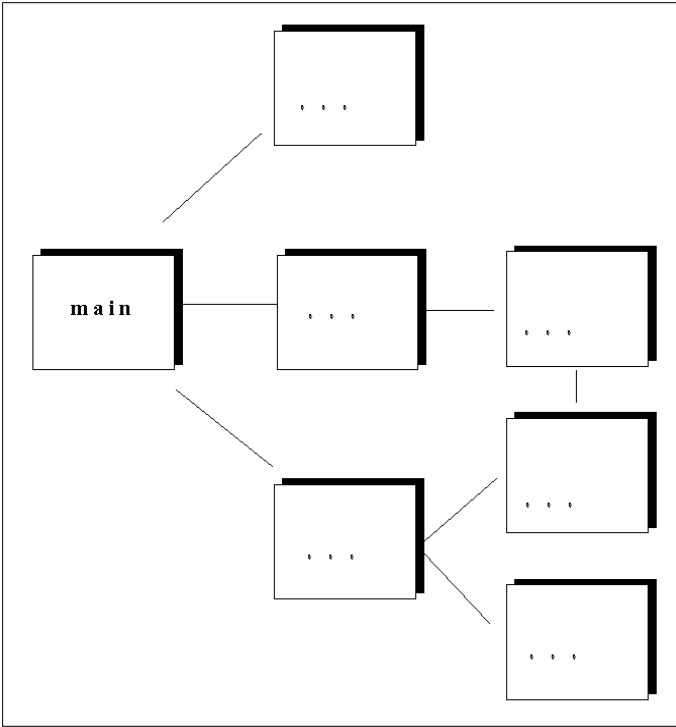 . . .
main
. . .
. . .
. . .
. . .
. . .